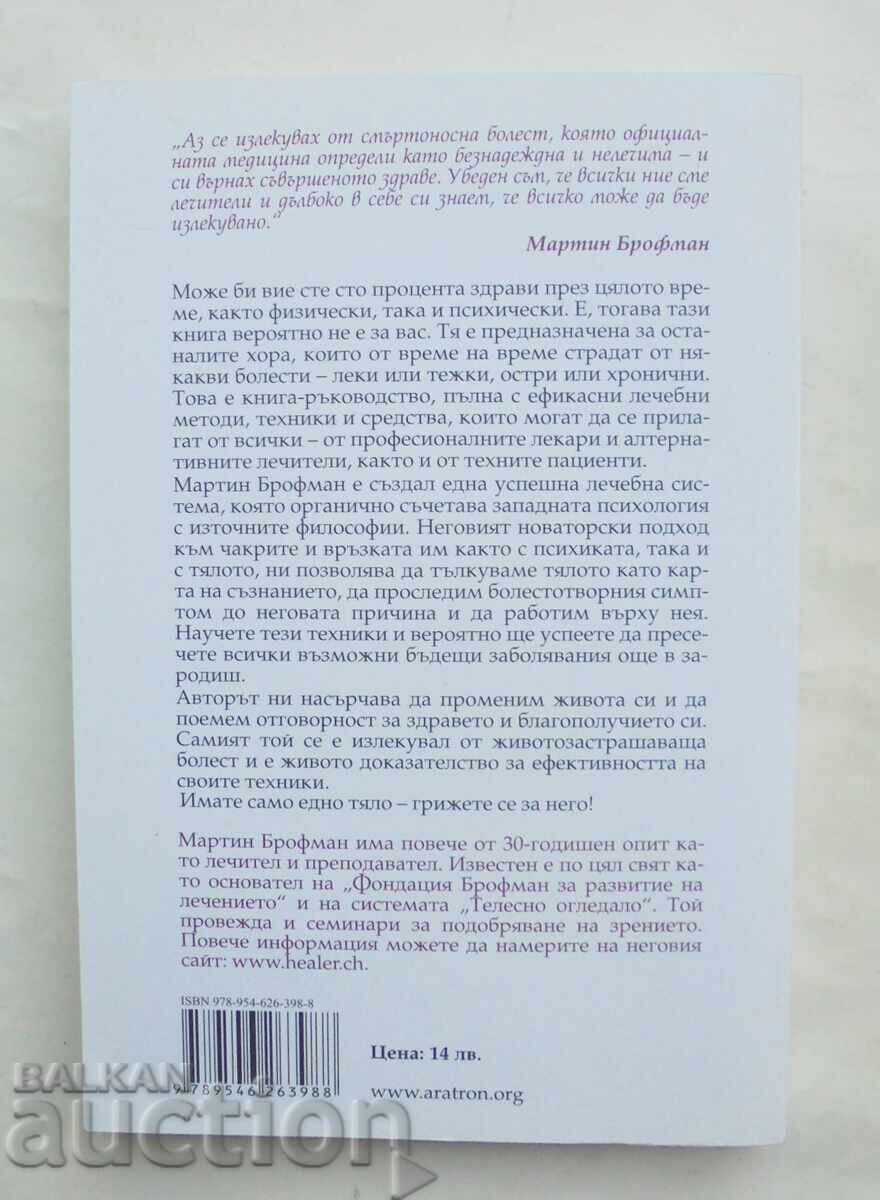 „Аз се излекувах от смъртоносна болест, която официал-
ната медицина определи като безнадеждна и нелечима – и
си върнах съвършеното здраве. Убеден съм, че всички ние сме
лечители и дълбоко в себе си знаем, че всичко може да бъде
излекувано.“
Мартин Брофман
Може би вие сте сто процента здрави през цялото вре-
ме, както физически, така и психически. Е, тогава тази
книга вероятно не е за вас. Тя е предназначена за оста-
налите хора, които от време на време страдат от ня-
какви болести – леки или тежки, остри или хронични.
Това е книга-ръководство, пълна с ефикасни лечебни
методи, техники и средства, които могат да се прила-
гат от всички – от професионалните лекари и алтерна-
тивните лечители, както и от техните пациенти.
Мартин Брофман е създал една успешна лечебна сис-
тема, която органично съчетава западната психология
с източните философии. Неговият новаторски подход
към чакрите и връзката им както с психиката, така и
с тялото, ни позволява да тълкуваме тялото като кар-
та на съзнанието, да проследим болестотворния симп-
том до неговата причина и да работим върху нея.
Научете тези техники и вероятно ще успеете да пресе-
чете всички възможни бъдещи заболявания още в за-
родиш.
Авторът ни насърчава да променим живота си и да
поемем отговорност за здравето и благополучието си.
Самият той се е излекувал от животозастрашаваща
болест и е живото доказателство за ефективността на
своите техники.
Имате само едно тяло – грижете се за него!
Мартин Брофман има повече от 30-годишен опит ка-
то лечител и преподавател. Известен е по цял свят ка-
то основател на „Фондация Брофман за развитие на
лечението“ и на системата „Телесно огледало“. Той
провежда и семинари за подобряване на зрението.
Повече информация можете да намерите на неговия
сайт: www.healer.ch.
ISBN 978-954-626-398-8
Цена: 14 лв.
9 789546 263988
www.aratron.org
BALKAN
auction